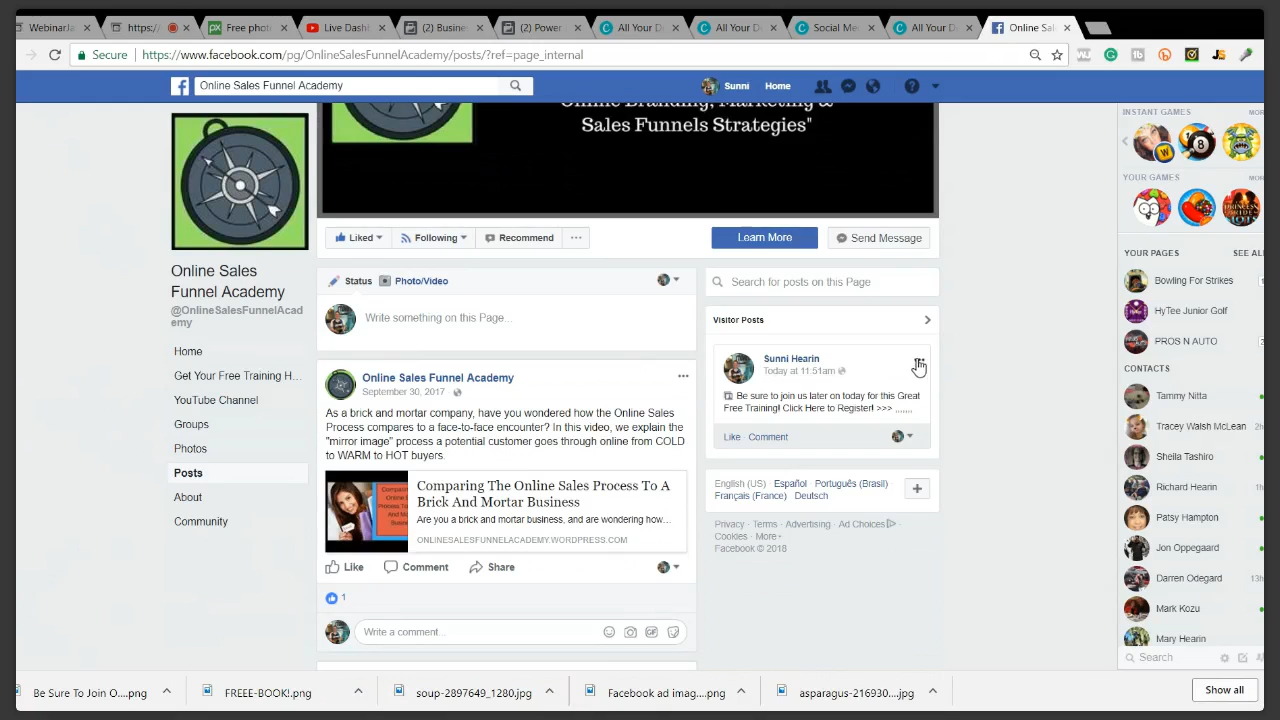 WebinarJa
https:/
Free phot
Live Dash
(2) Busine
(2) Power
All Your D
All Your D
Social Me
All Your D
Online Sa
Secure https://www.facebook.com/pg/OnlineSalesFunnelAcademy/posts/?ref=page_internal
Online Sales Funnel Academy
Sunni Home
Online Branding, Marketing &
Sales Funnels Strategies"
Liked Following Recommend ...
Learn More Send Message
Online Sales
Funnel Academy
@OnlineSalesFunnelAcad
emy
Home
Get Your Free Training H...
YouTube Channel
Groups
Photos
Posts
About
Community
Status Photo/Video
Write something on this Page...
Online Sales Funnel Academy
September 30, 2017
As a brick and mortar company, have you wondered how the Online Sales
Process compares to a face-to-face encounter? In this video, we explain the
"mirror image" process a potential customer goes through online from COLD
to WARM to HOT buyers.
Comparing The Online Sales Process To A
Brick And Mortar Business
Are you a brick and mortar business, and are wondering how...
ONLINESALESFUNNELACADEMY.WORDPRESS.COM
Like Comment Share
1
Write a comment...
Search for posts on this Page
Visitor Posts
Sunni Hearin
Today at 11:51am
Be sure to join us later on today for this Great
Free Training! Click Here to Register! >>> ,,,,,,,
Like · Comment
English (US) · Español · Português (Brasil) ·
Français (France) · Deutsch
Privacy · Terms · Advertising · Ad Choices ·
Cookies · More
Facebook © 2018
INSTANT GAMES MOR
YOUR GAMES MOR
YOUR PAGES SEE ALL
Bowling For Strikes
HyTee Junior Golf
PROS N AUTO
CONTACTS
Tammy Nitta
Tracey Walsh McLean 2h
Sheila Tashiro
Richard Hearin 1h
Patsy Hampton
Jon Oppegaard
Darren Odegard 13h
Mark Kozu
Mary Hearin
Search
Be Sure To Join O....png
FREEE-BOOK!.png
soup-2897649_1280.jpg
Facebook ad imag....png
asparagus-216930....jpg
Show all